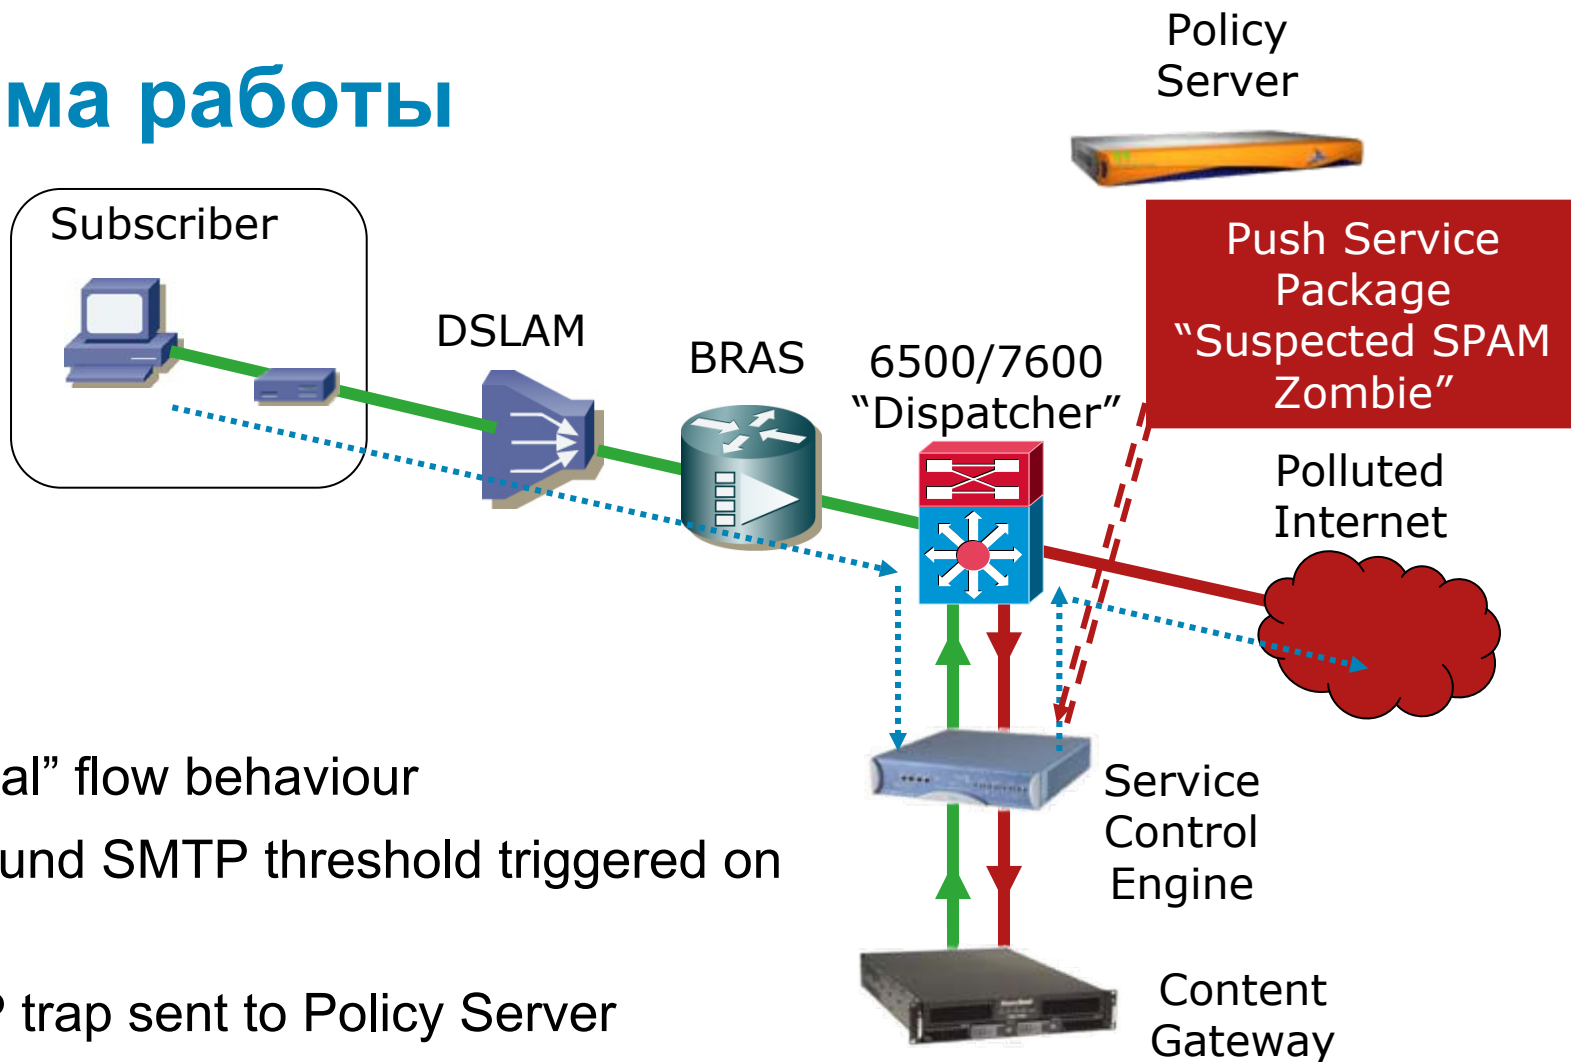 ма работы
Policy
Server
Subscriber
DSLAM
BRAS
6500/7600
“Dispatcher”
Push Service
Package
“Suspected SPAM
Zombie”
Polluted
Internet
al” flow behaviour
und SMTP threshold triggered on
P trap sent to Policy Server
Service
Control
Engine
Content
Gateway